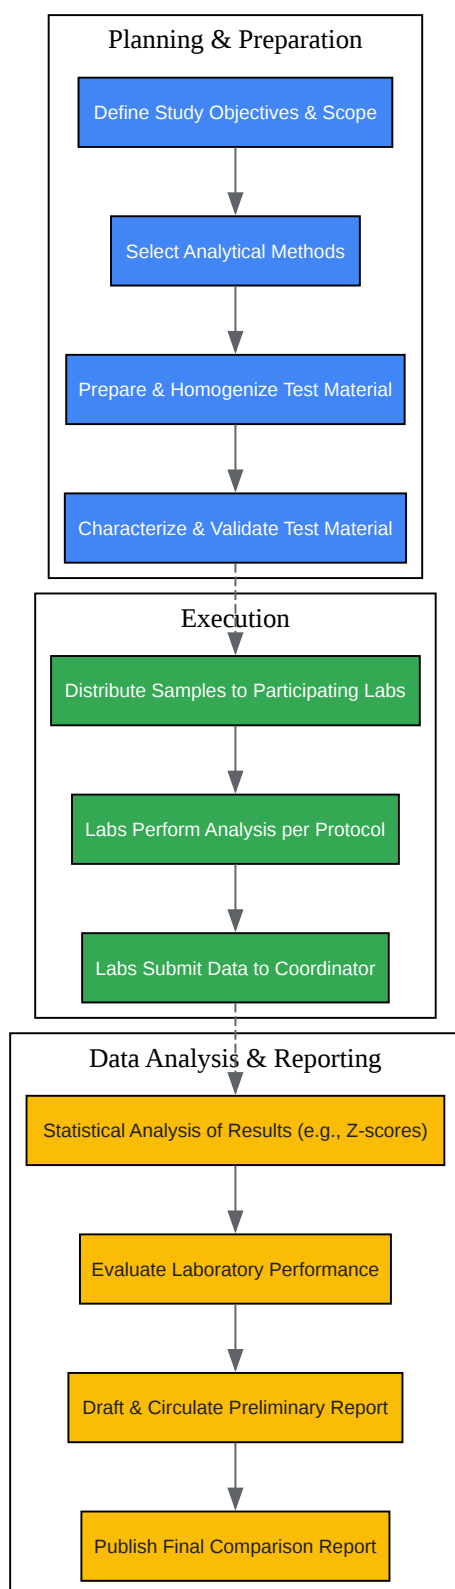 Planning & Preparation
Define Study Objectives & Scope
Select Analytical Methods
Prepare & Homogenize Test Material
Characterize & Validate Test Material
Execution
Distribute Samples to Participating Labs
Labs Perform Analysis per Protocol
Labs Submit Data to Coordinator
Data Analysis & Reporting
Statistical Analysis of Results (e.g., Z-scores)
Evaluate Laboratory Performance
Draft & Circulate Preliminary Report
Publish Final Comparison Report